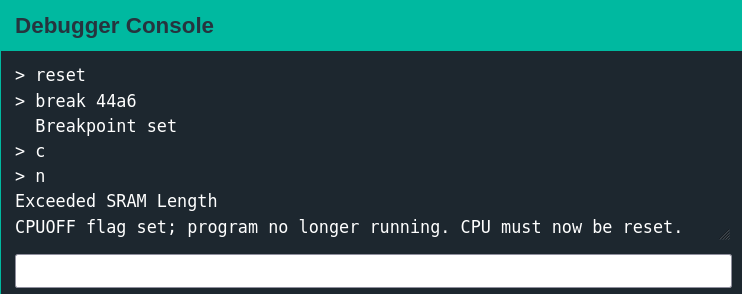 Debugger Console
> reset
> break 44a6
Breakpoint set
> c
> n
Exceeded SRAM Length
CPUOFF flag set; program no longer running. CPU must now be reset.